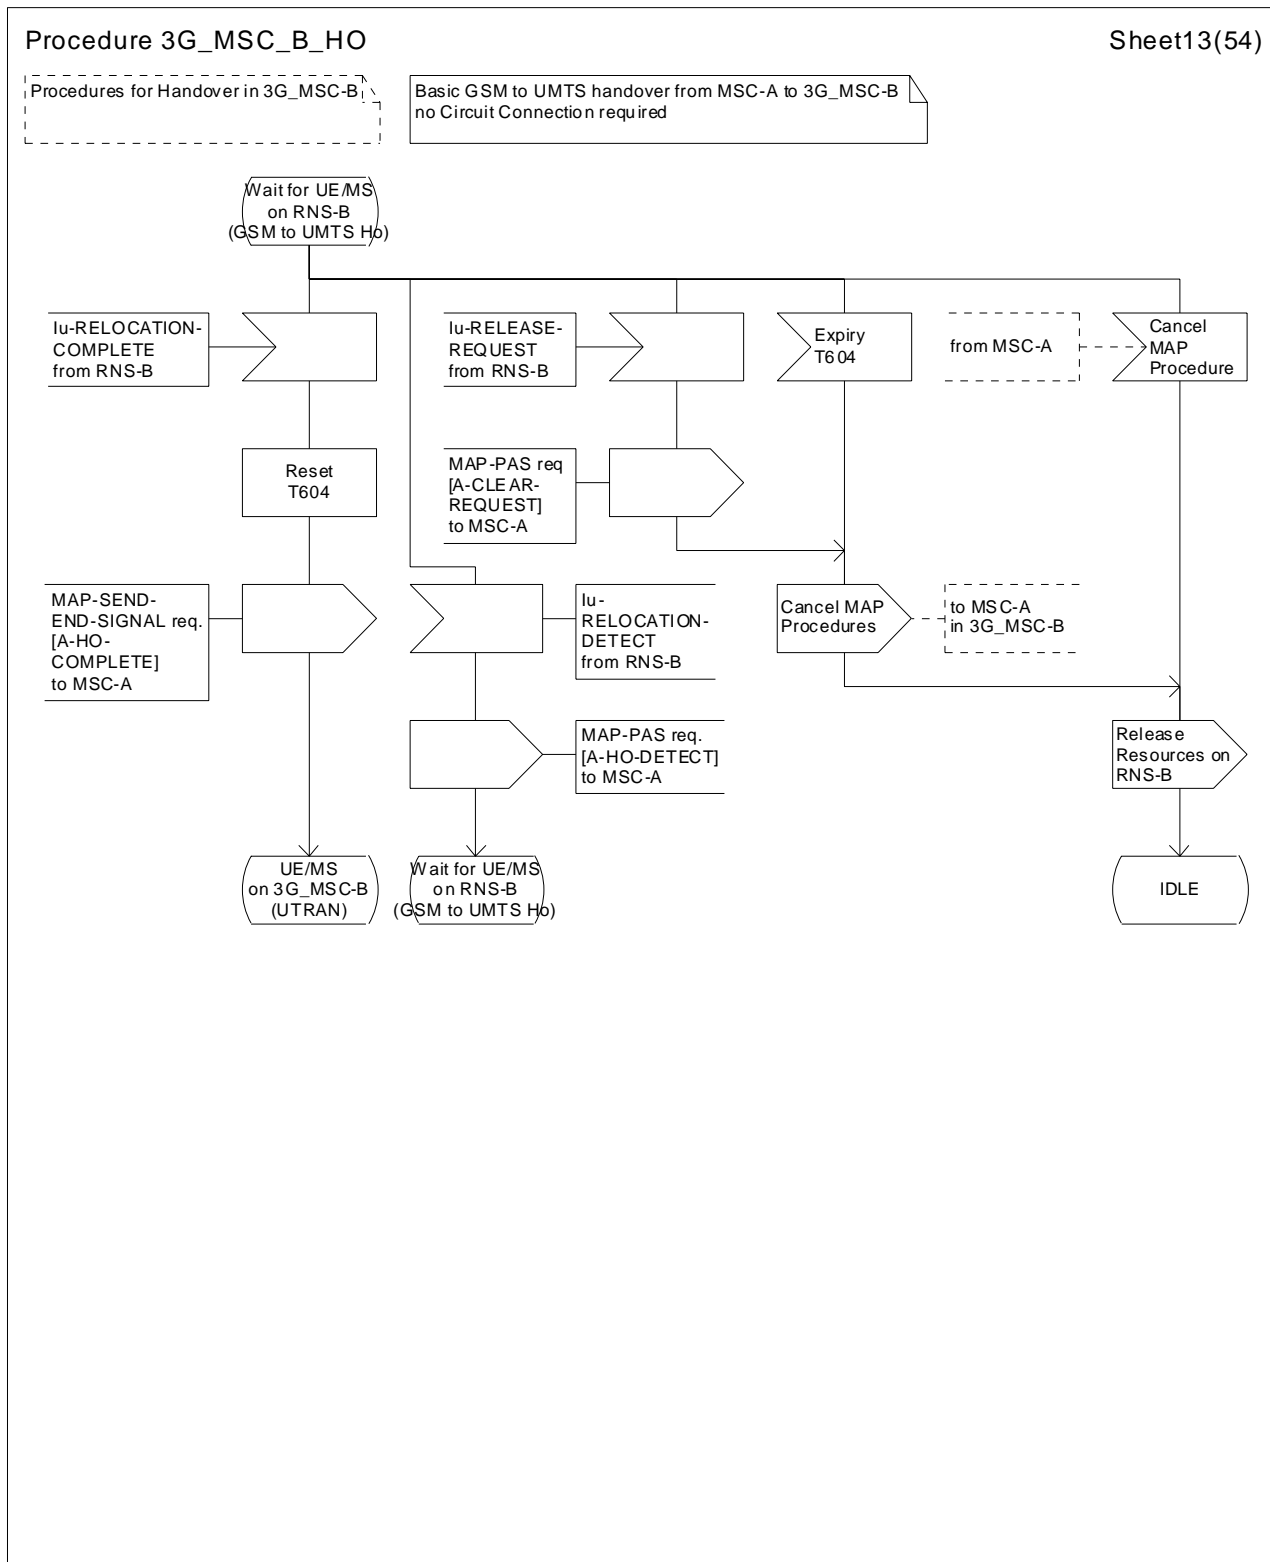 Procedure 3G_MSC_B_HO
Sheet13(54)
Procedures for Handover in 3G_MSC-B
Basic GSM to UMTS handover from MSC-A to 3G_MSC-B
no Circuit Connection required
Wait for UE/MS
on RNS-B
(GSM to UMTS Ho)
Iu-RELOCATION-
COMPLETE
from RNS-B
Iu-RELEASE-
REQUEST
from RNS-B
Expiry
T604
from MSC-A
Cancel
MAP
Procedure
Reset
T604
MAP-PAS req
[A-CLEAR-
REQUEST]
to MSC-A
MAP-SEND-
END-SIGNAL req.
[A-HO-
COMPLETE]
to MSC-A
Iu-
RELOCATION-
DETECT
from RNS-B
Cancel MAP
Procedures
to MSC-A
in 3G_MSC-B
MAP-PAS req.
[A-HO-DETECT]
to MSC-A
Release
Resources on
RNS-B
UE/MS
on 3G_MSC-B
(UTRAN)
Wait for UE/MS
on RNS-B
(GSM to UMTS Ho)
IDLE